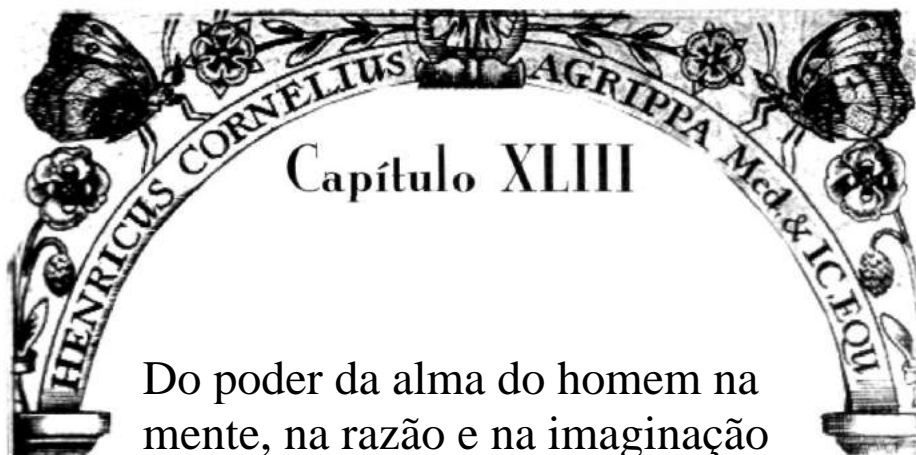 HENRICUS CORNELIUS AGRIPPA Med. & IC. EQU
Capítulo XLIII
Do poder da alma do homem na
mente, na razão e na imaginação